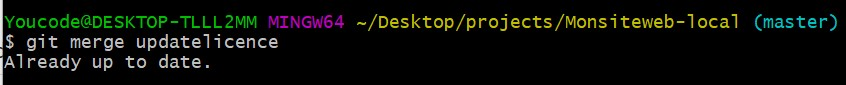 Youcode@DESKTOP-TLLL2MM MINGW64 ~/Desktop/projects/Monsiteweb-local (master)
$ git merge updatelicence
Already up to date.